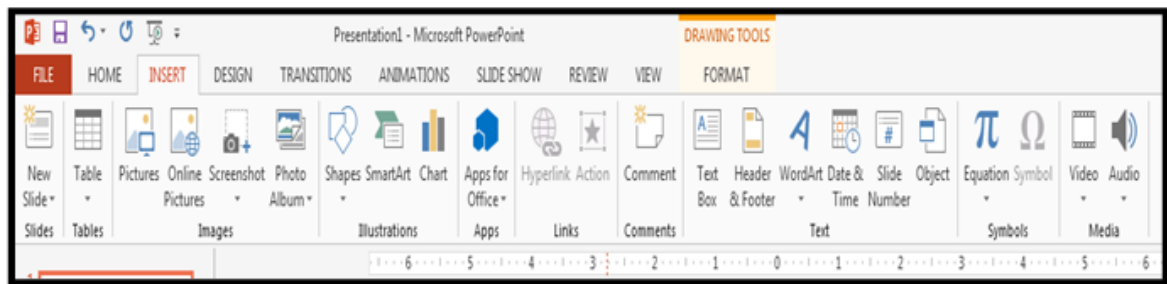 Presentation1 - Microsoft PowerPoint
DRAWING TOOLS
FILE HOME INSERT DESIGN TRANSITIONS ANIMATIONS SLIDE SHOW REVIEW VIEW FORMAT
New Table Pictures Online Screenshot Photo Shapes SmartArt Chart Apps for Hyperlink Action Comment Text Header WordArt Date & Slide Object Equation Symbol Video Audio
Slide Pictures Album Office Box & Footer Time Number
Slides Tables Images Illustrations Apps Links Comments Text Symbols Media
6 5 4 3 2 1 0 1 2 3 4 5 6